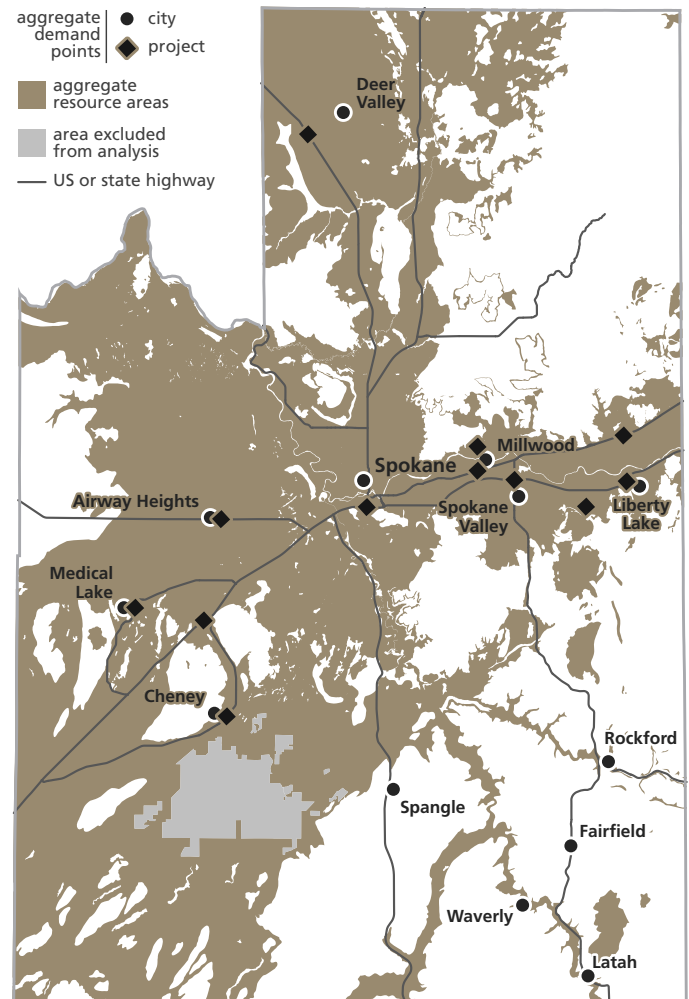 aggregate
demand
points
city
project
aggregate
resource areas
area excluded
from analysis
US or state highway
Deer
Valley
Spokane
Millwood
Airway Heights
Spokane
Valley
Liberty
Lake
Medical
Lake
Cheney
Rockford
Spangle
Fairfield
Waverly
Latah